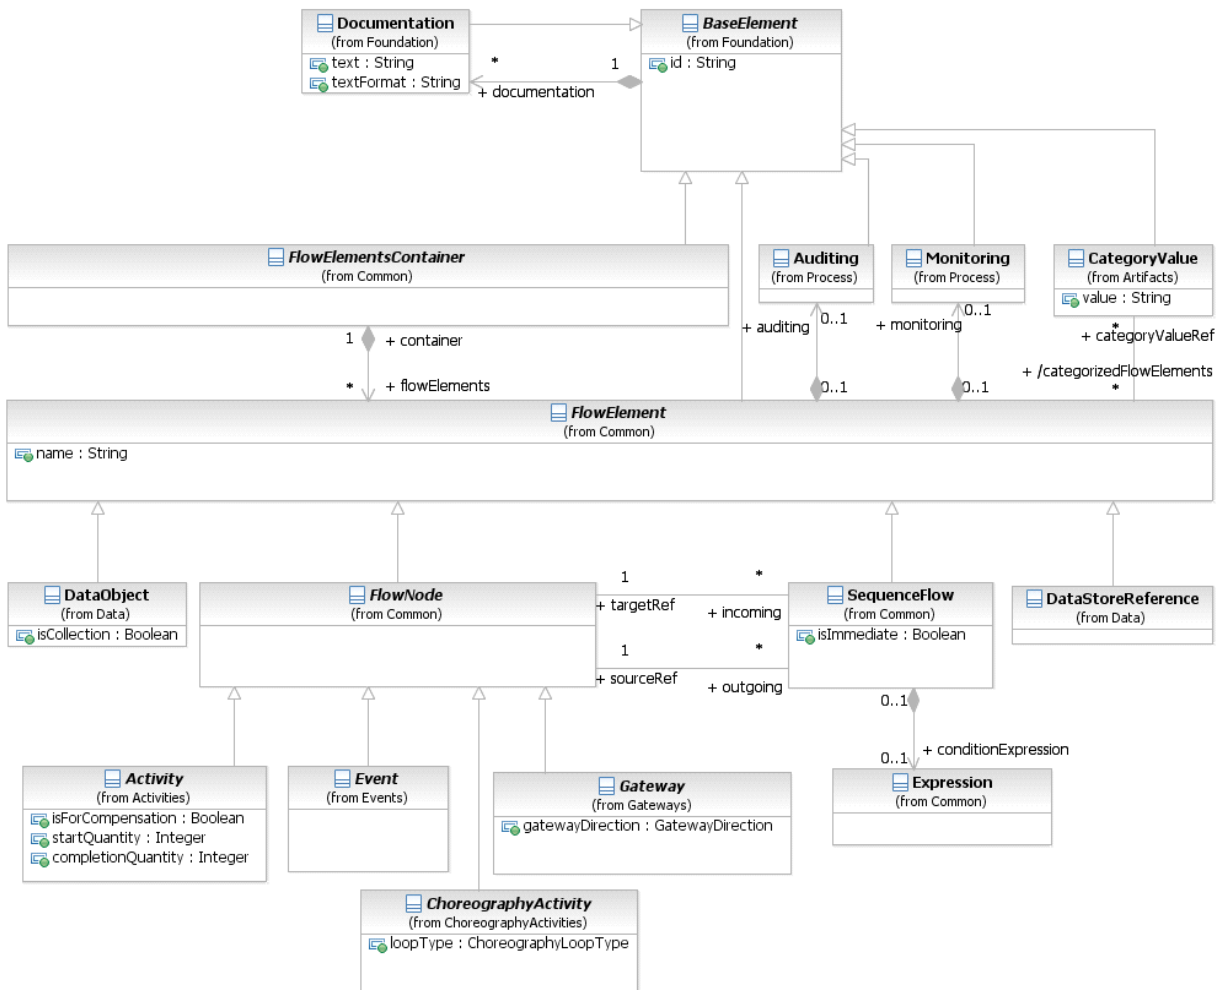 Documentation
(from Foundation)
text : String
textFormat : String
BaseElement
(from Foundation)
id : String
*
1
+ documentation
FlowElementsContainer
(from Common)
Auditing
(from Process)
Monitoring
(from Process)
CategoryValue
(from Artifacts)
value : String
1
+ container
+ auditing
0..1
+ monitoring
0..1
*
+ categoryValueRef
*
+ flowElements
0..1
0..1
+ /categorizedFlowElements
*
FlowElement
(from Common)
name : String
DataObject
(from Data)
isCollection : Boolean
FlowNode
(from Common)
1
*
+ targetRef
+ incoming
1
*
+ sourceRef
+ outgoing
SequenceFlow
(from Common)
isImmediate : Boolean
DataStoreReference
(from Data)
0..1
0..1
+ conditionExpression
Activity
(from Activities)
isForCompensation : Boolean
startQuantity : Integer
completionQuantity : Integer
Event
(from Events)
Gateway
(from Gateways)
gatewayDirection : GatewayDirection
Expression
(from Common)
ChoreographyActivity
(from ChoreographyActivities)
loopType : ChoreographyLoopType